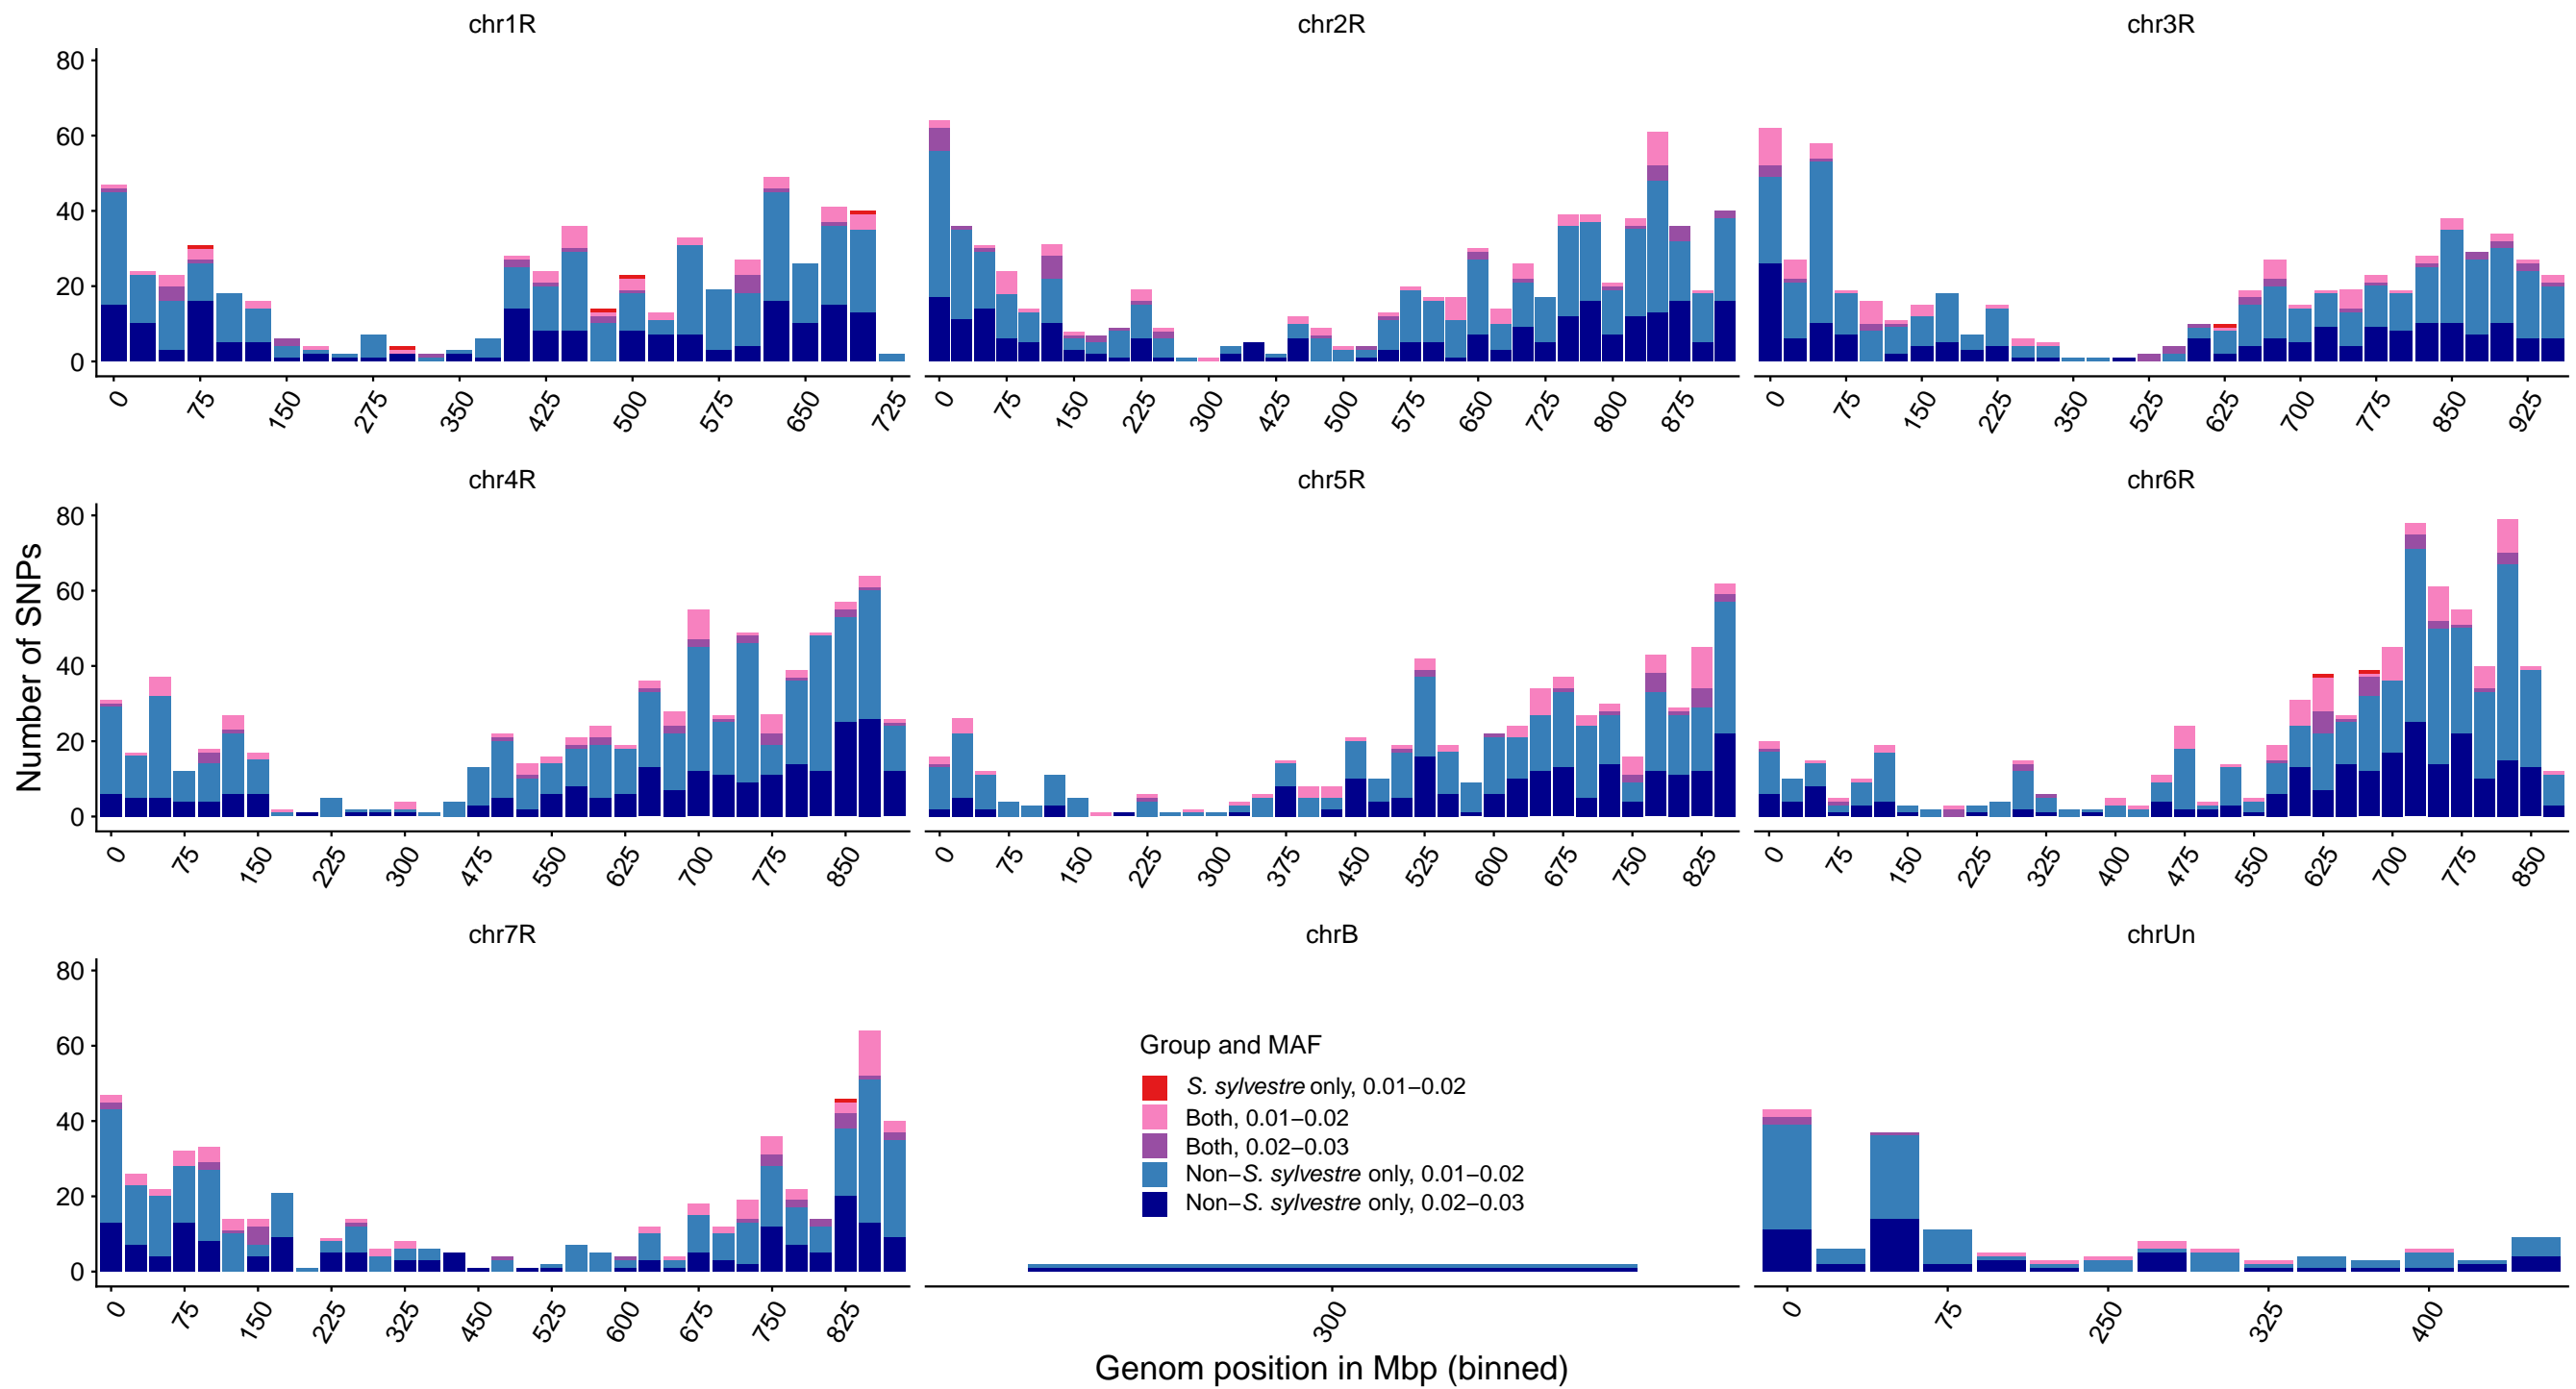 chr1R chr2R chr3R
80
60
40
20
0
0 75 150 275 350 425 500 575 650 725 0 75 150 225 300 425 500 575 650 725 800 875 0 75 150 225 350 525 625 700 775 850 925
chr4R chr5R chr6R
Number of SNPs
80
60
40
20
0
0 75 150 225 300 475 550 625 700 775 850 0 75 150 225 300 375 450 525 600 675 750 825 0 75 150 225 325 400 475 550 625 700 775 850
chr7R chrB chrUn
80
60
40
20
0
Group and MAF
S. sylvestre only, 0.01−0.02
Both, 0.01−0.02
Both, 0.02−0.03
Non−S. sylvestre only, 0.01−0.02
Non−S. sylvestre only, 0.02−0.03
0 75 150 225 325 450 525 600 675 750 825 300 0 75 250 325 400
Genom position in Mbp (binned)